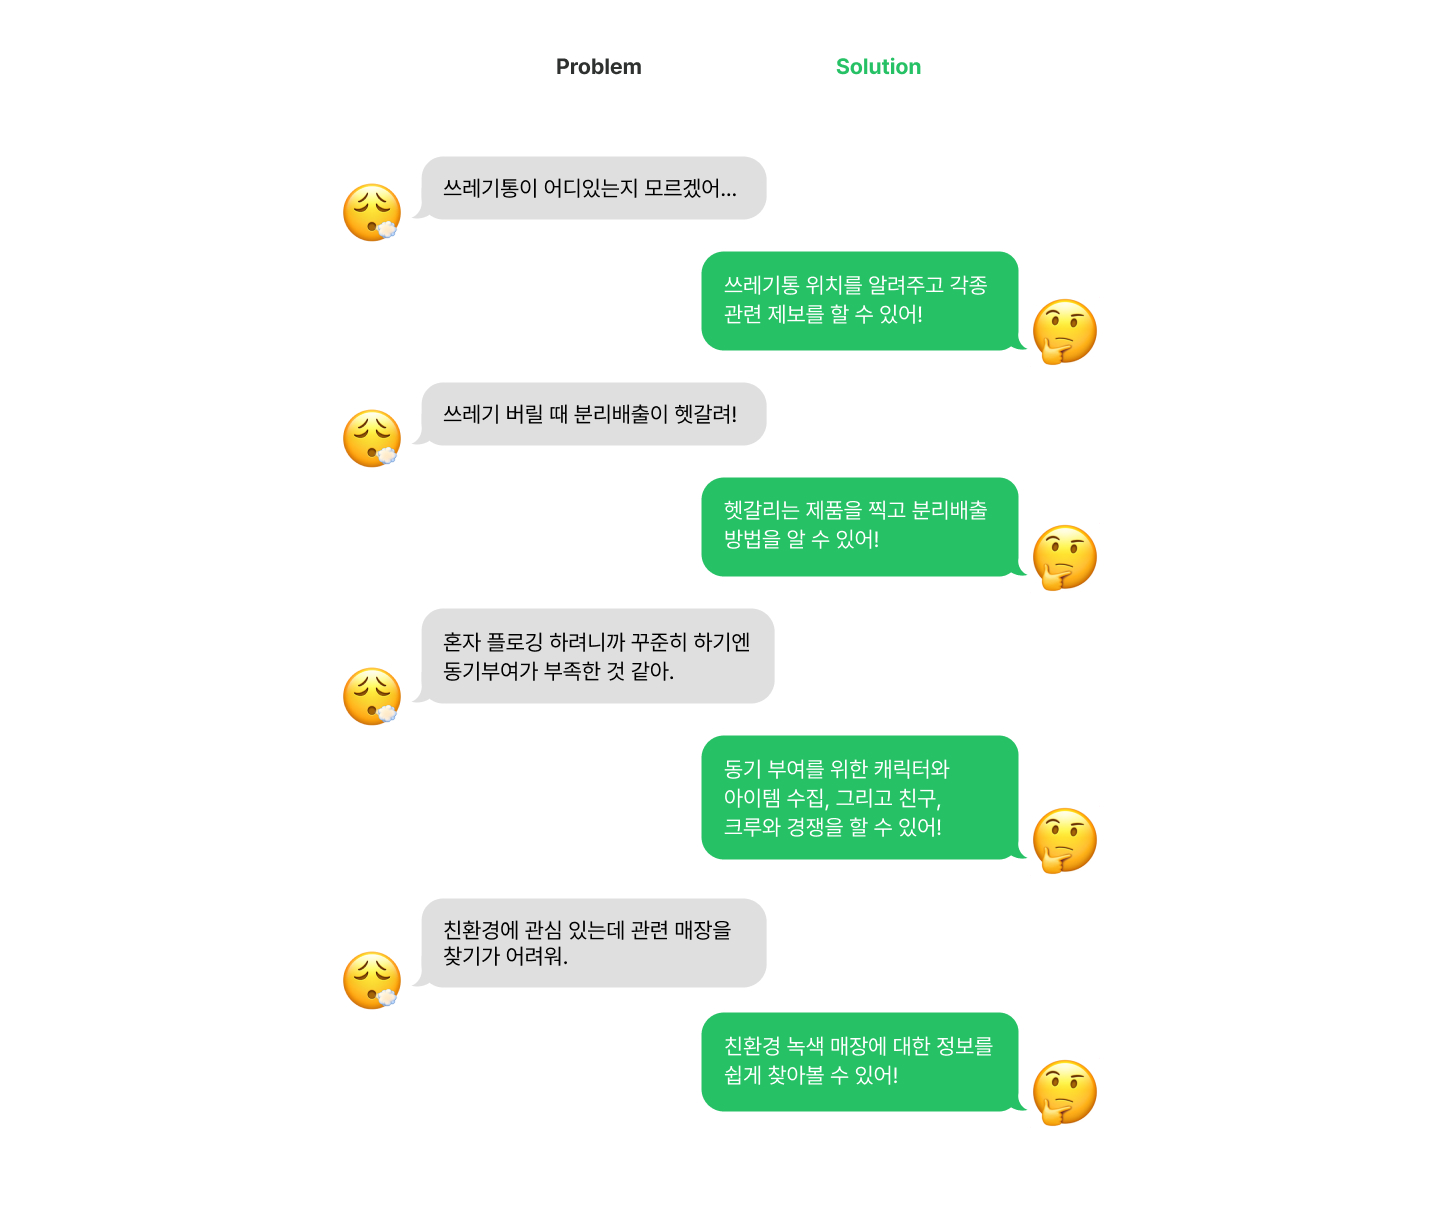 Problem
Solution
쓰레기통이 어디있는지 모르겠어...
쓰레기통 위치를 알려주고 각종
관련 제보를 할 수 있어!
쓰레기 버릴 때 분리배출이 헷갈려!
헷갈리는 제품을 찍고 분리배출
방법을 알 수 있어!
혼자 플로깅 하려니까 꾸준히 하기엔
동기부여가 부족한 것 같아.
동기 부여를 위한 캐릭터와
아이템 수집, 그리고 친구,
크루와 경쟁을 할 수 있어!
친환경에 관심 있는데 관련 매장을
찾기가 어려워.
친환경 녹색 매장에 대한 정보를
쉽게 찾아볼 수 있어!